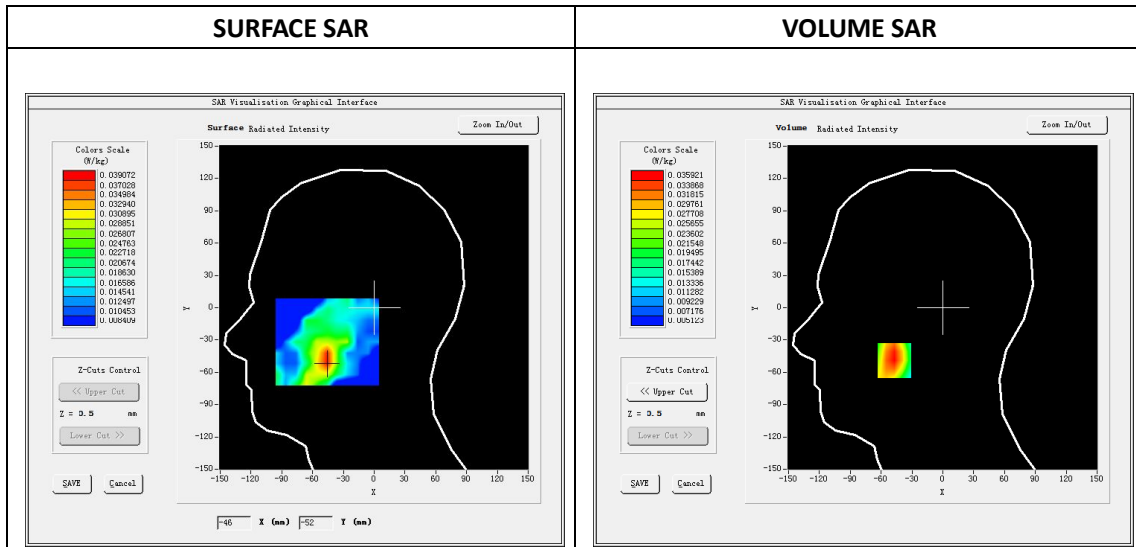 SURFACE SAR
VOLUME SAR
SAR Visualisation Graphical Interface
Surface Radiated Intensity
Zoom In/Out
Colors Scale
(W/kg)
0.039072
0.037028
0.034984
0.032940
0.030895
0.028851
0.026807
0.024763
0.022718
0.020674
0.018630
0.016586
0.014541
0.012497
0.010453
0.008409
Z-Cuts Control
<< Upper Cut
Z = 3.5 mm
Lower Cut >>
SAVE
Cancel
150
90
60
30
0
-30
-60
-90
-120
-150
Y
-150 -120 -90 -60 -30 0 30 60 90 120 150
X
-46 X (mm) -52 Y (mm)
SAR Visualisation Graphical Interface
Volume Radiated Intensity
Zoom In/Out
Colors Scale
(W/kg)
0.035921
0.033868
0.031815
0.029761
0.027708
0.025655
0.023602
0.021548
0.019495
0.017442
0.015389
0.013336
0.011282
0.009229
0.007176
0.005123
Z-Cuts Control
<< Upper Cut
Z = 3.5 mm
Lower Cut >>
SAVE
Cancel
150
90
60
30
0
-30
-60
-90
-120
-150
Y
-150 -120 -90 -60 -30 0 30 60 90 120 150
X